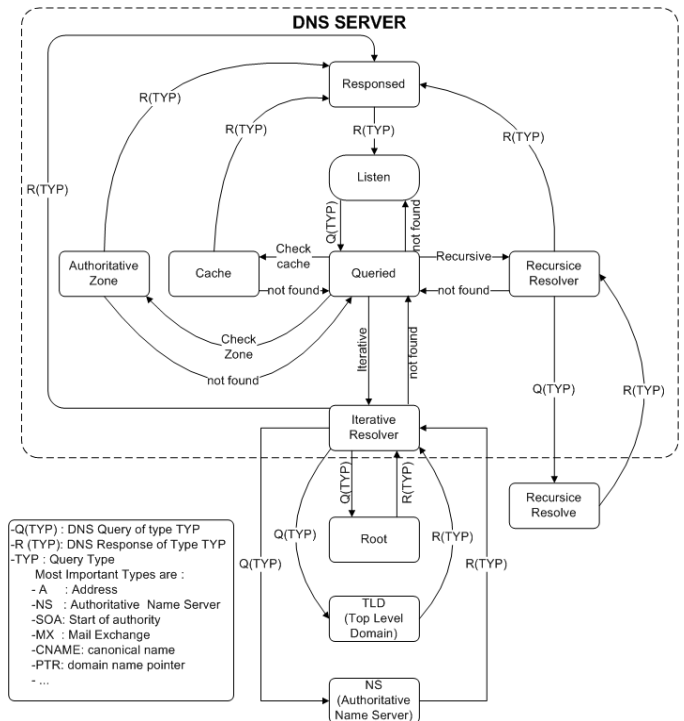 DNS SERVER
Responsed
R(TYP)
R(TYP)
R(TYP)
R(TYP)
R(TYP)
Listen
Q(TYP)
not found
Authoritative
Zone
Cache
Check
cache
not found
Queried
Recursive
not found
Recursice
Resolver
Check
Zone
not found
Iterative
not found
Q(TYP)
R(TYP)
Iterative
Resolver
Recursice
Resolve
Q(TYP)
R(TYP)
Root
Q(TYP)
R(TYP)
Q(TYP)
R(TYP)
TLD
(Top Level
Domain)
NS
(Authoritative
Name Server)
-Q(TYP) : DNS Query of type TYP
-R (TYP): DNS Response of Type TYP
-TYP : Query Type
Most Important Types are :
- A : Address
-NS : Authoritative Name Server
-SOA: Start of authority
-MX : Mail Exchange
-CNAME: canonical name
-PTR: domain name pointer
- ...